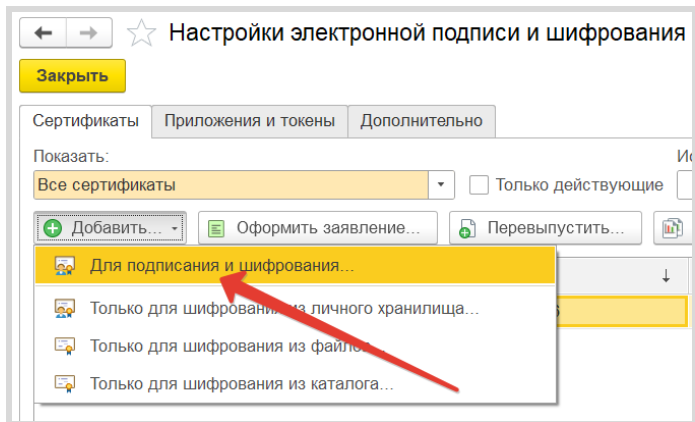 Настройки электронной подписи и шифрования
Закрыть
Сертификаты Приложения и токены Дополнительно
Показать:
Все сертификаты Только действующие
Добавить... Оформить заявление... Перевыпустить...
Для подписания и шифрования...
Только для шифрования из личного хранилища...
Только для шифрования из файлов...
Только для шифрования из каталога...